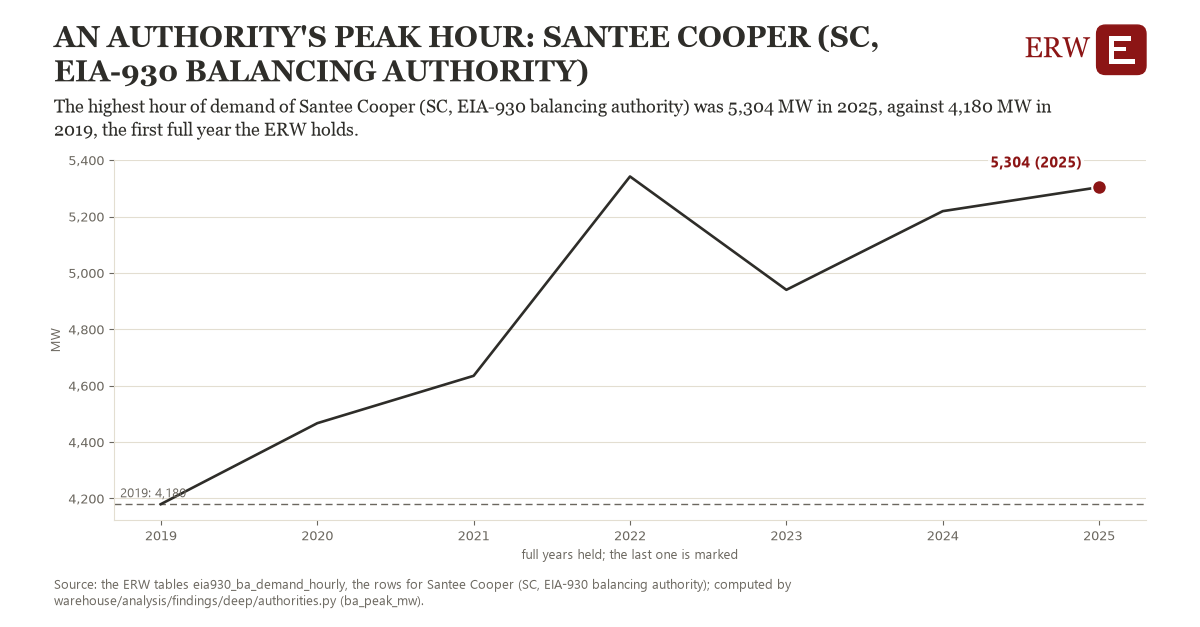 AN AUTHORITY'S PEAK HOUR: SANTEE COOPER (SC,
EIA-930 BALANCING AUTHORITY)
ERW E
The highest hour of demand of Santee Cooper (SC, EIA-930 balancing authority) was 5,304 MW in 2025, against 4,180 MW in
2019, the first full year the ERW holds.
5,400
5,200
5,000
4,800
4,600
4,400
4,200
MW
5,304 (2025)
2019: 4,180
2019 2020 2021 2022 2023 2024 2025
full years held; the last one is marked
Source: the ERW tables eia930_ba_demand_hourly, the rows for Santee Cooper (SC, EIA-930 balancing authority); computed by
warehouse/analysis/findings/deep/authorities.py (ba_peak_mw).